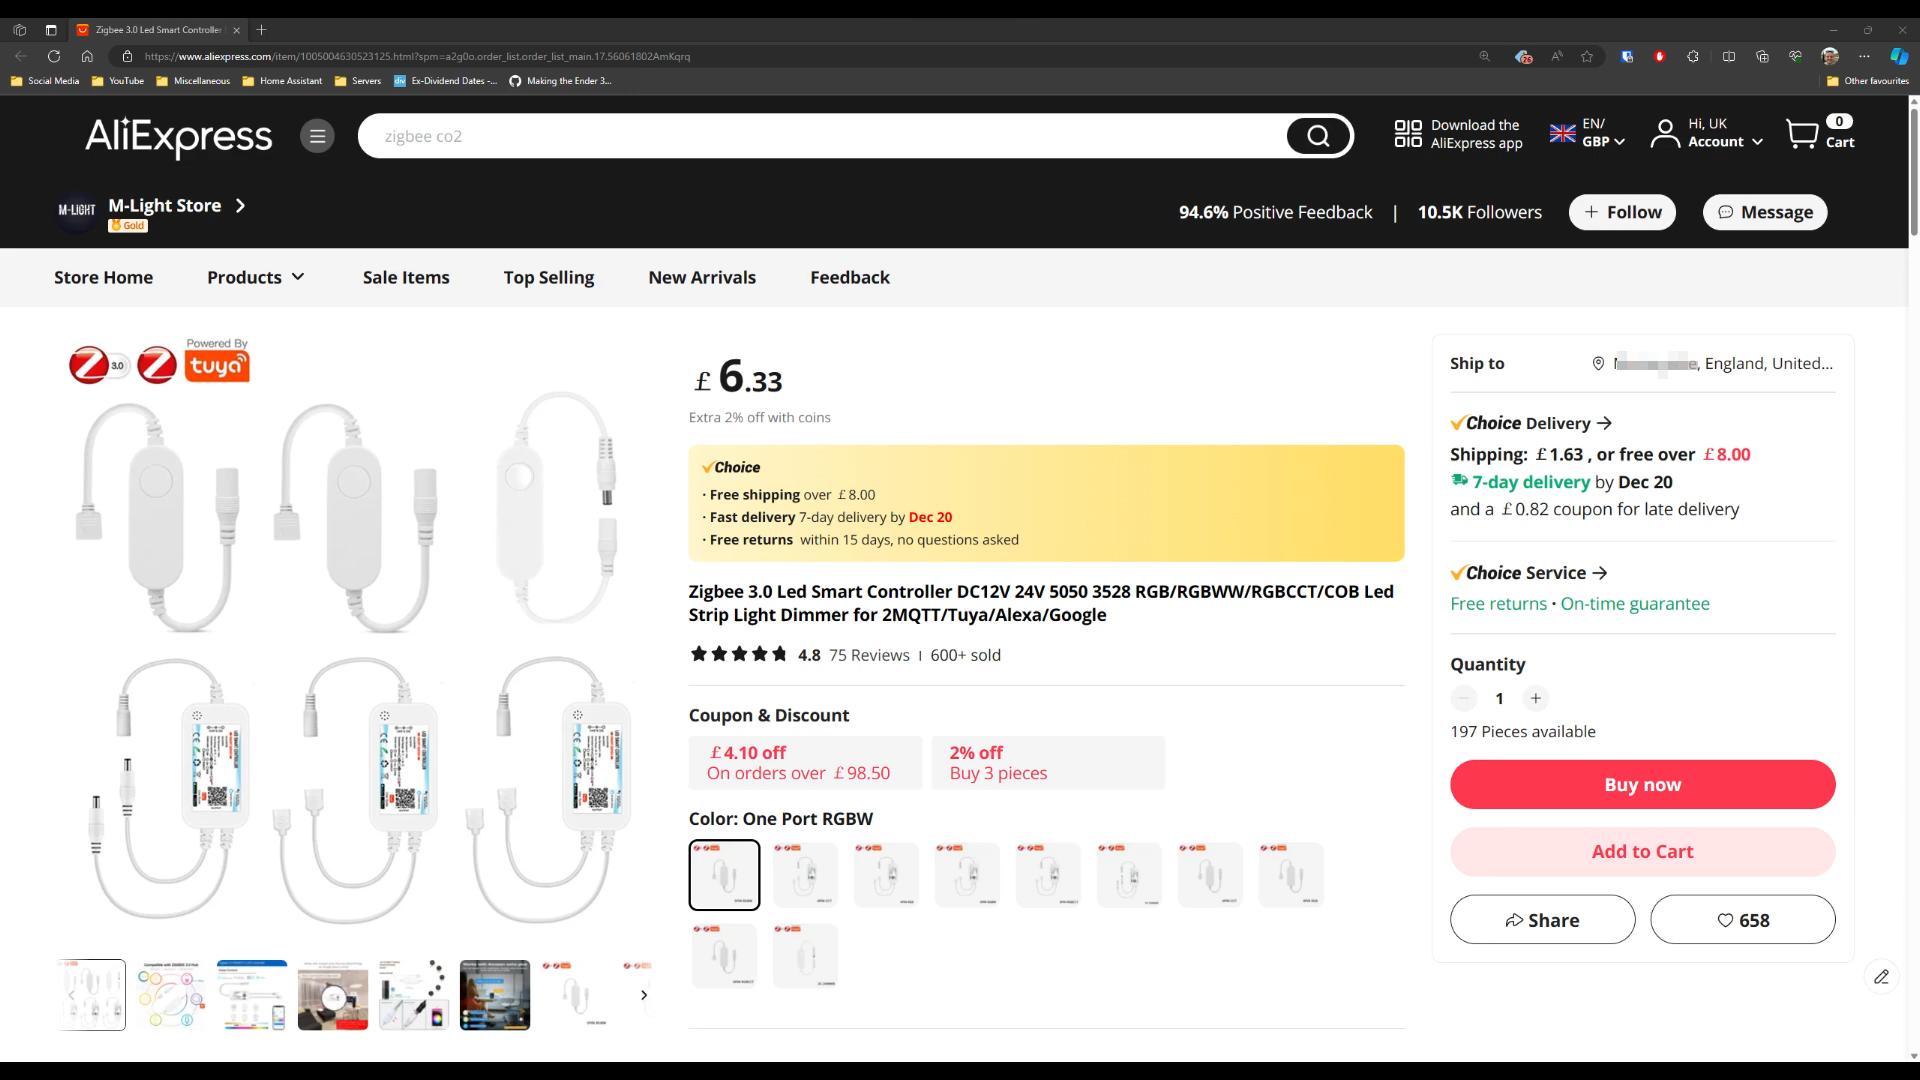 Zigbee 3.0 Led Smart Controller
https://www.aliexpress.com/item/1005004630523125.html?spm=a2g0o.order_list.order_list_main.17.56061802AmKqrq
26
Social Media
YouTube
Miscellaneous
Home Assistant
Servers
Ex-Dividend Dates -...
Making the Ender 3...
Other favourites
AliExpress
zigbee co2
Download the
AliExpress app
EN/
GBP
Hi, UK
Account
0
Cart
M-LIGHT
M-Light Store
Gold
94.6% Positive Feedback | 10.5K Followers
+ Follow
Message
Store Home
Products
Sale Items
Top Selling
New Arrivals
Feedback
3.0
Powered By
tuya
£6.33
Extra 2% off with coins
Choice
· Free shipping over £8.00
· Fast delivery 7-day delivery by Dec 20
· Free returns within 15 days, no questions asked
Zigbee 3.0 Led Smart Controller DC12V 24V 5050 3528 RGB/RGBWW/RGBCCT/COB Led
Strip Light Dimmer for 2MQTT/Tuya/Alexa/Google
4.8 75 Reviews | 600+ sold
Coupon & Discount
£4.10 off
On orders over £98.50
2% off
Buy 3 pieces
Color: One Port RGBW
Ship to
, England, United...
Choice Delivery
Shipping: £1.63 , or free over £8.00
7-day delivery by Dec 20
and a £0.82 coupon for late delivery
Choice Service
Free returns · On-time guarantee
Quantity
1
197 Pieces available
Buy now
Add to Cart
Share
658